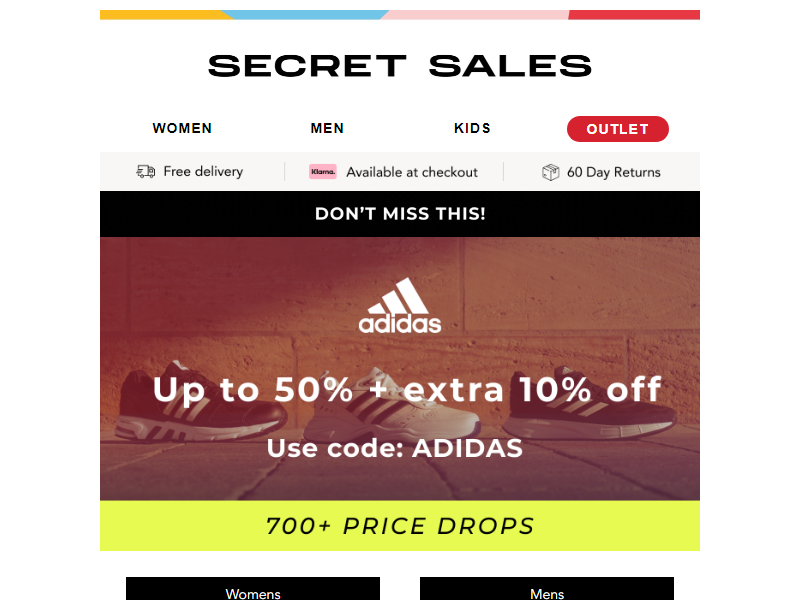 SECRET SALES
WOMEN MEN KIDS OUTLET
Free delivery Klarna. Available at checkout 60 Day Returns
DON'T MISS THIS!
adidas
Up to 50% + extra 10% off
Use code: ADIDAS
700+ PRICE DROPS
Womens Mens